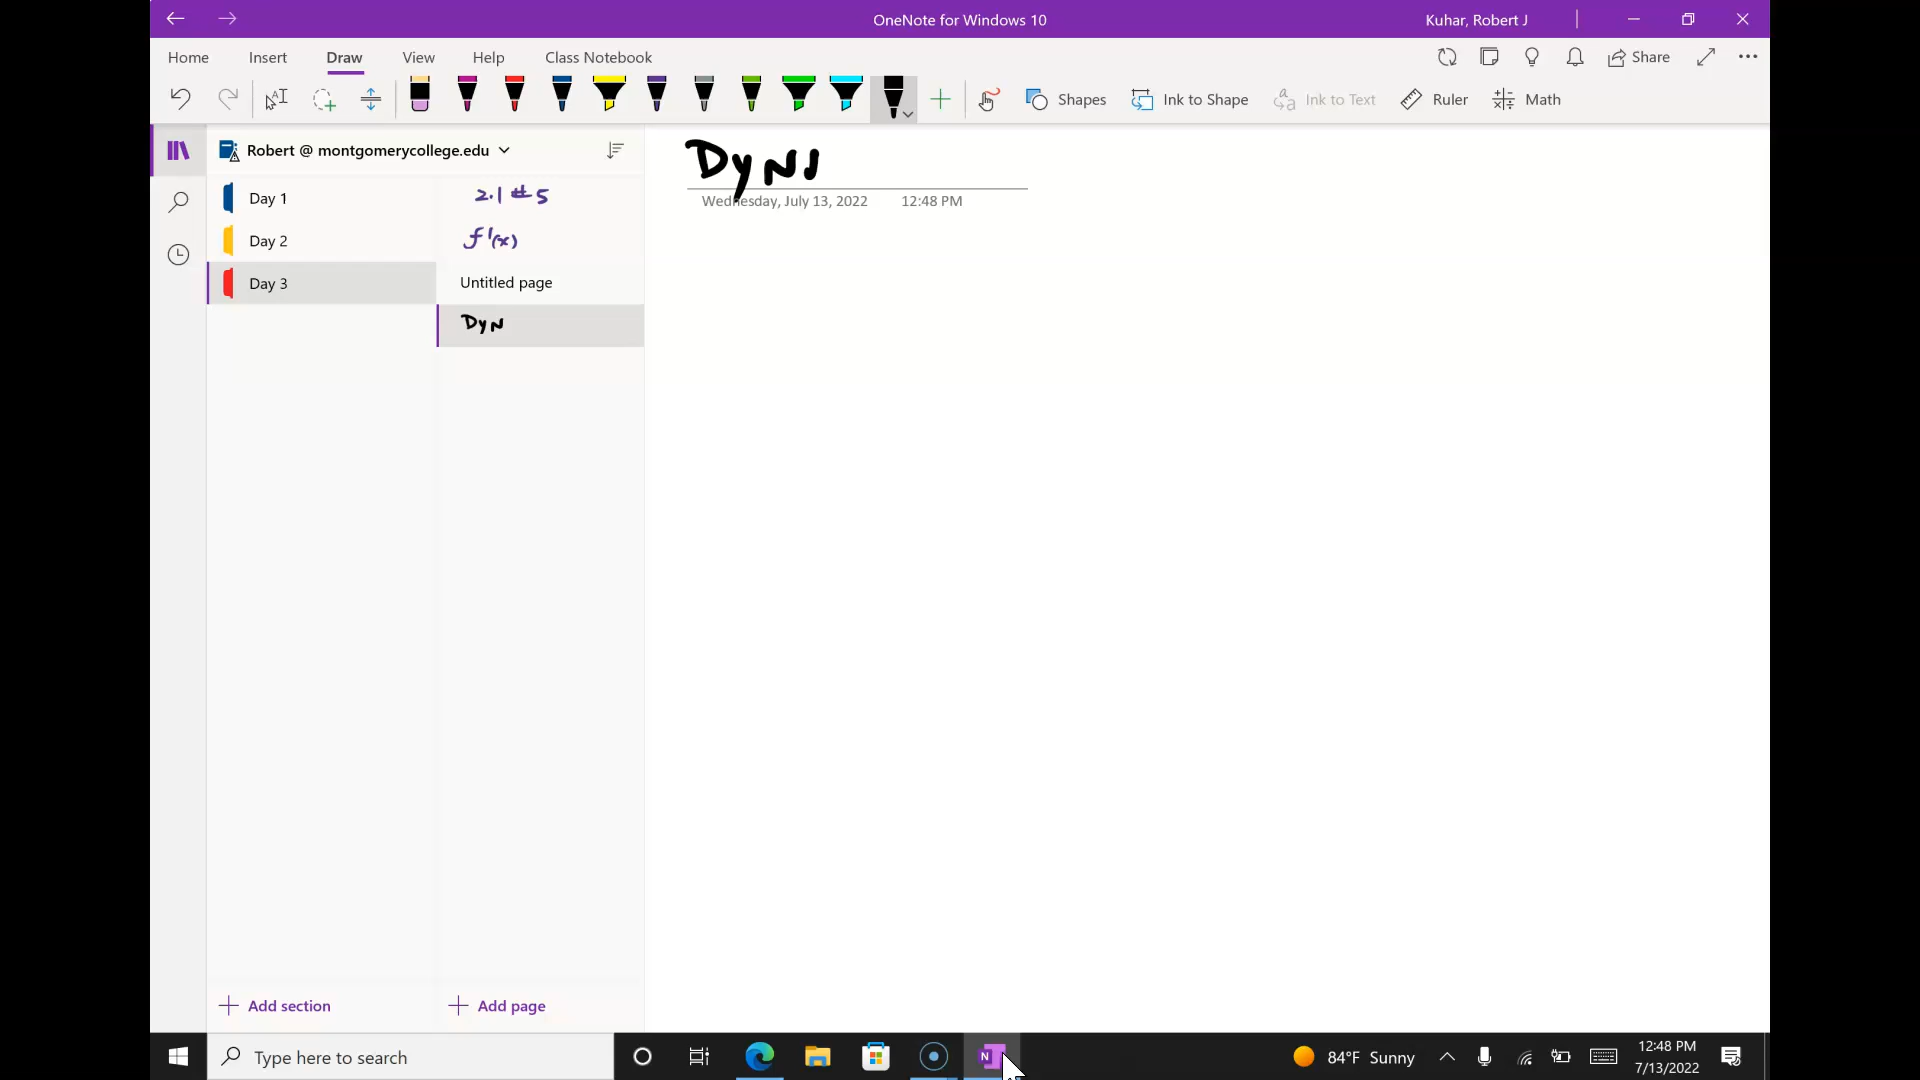 OneNote for Windows 10
Kuhar, Robert J
Home Insert Draw View Help Class Notebook
Share
Shapes Ink to Shape Ink to Text Ruler Math
Robert @ montgomerycollege.edu
Day 1
Day 2
Day 3
2.1 # 5
f'(x)
Untitled page
DyN
Add section
Add page
DyNs
Wednesday, July 13, 2022 12:48 PM
Type here to search
84°F Sunny
12:48 PM
7/13/2022